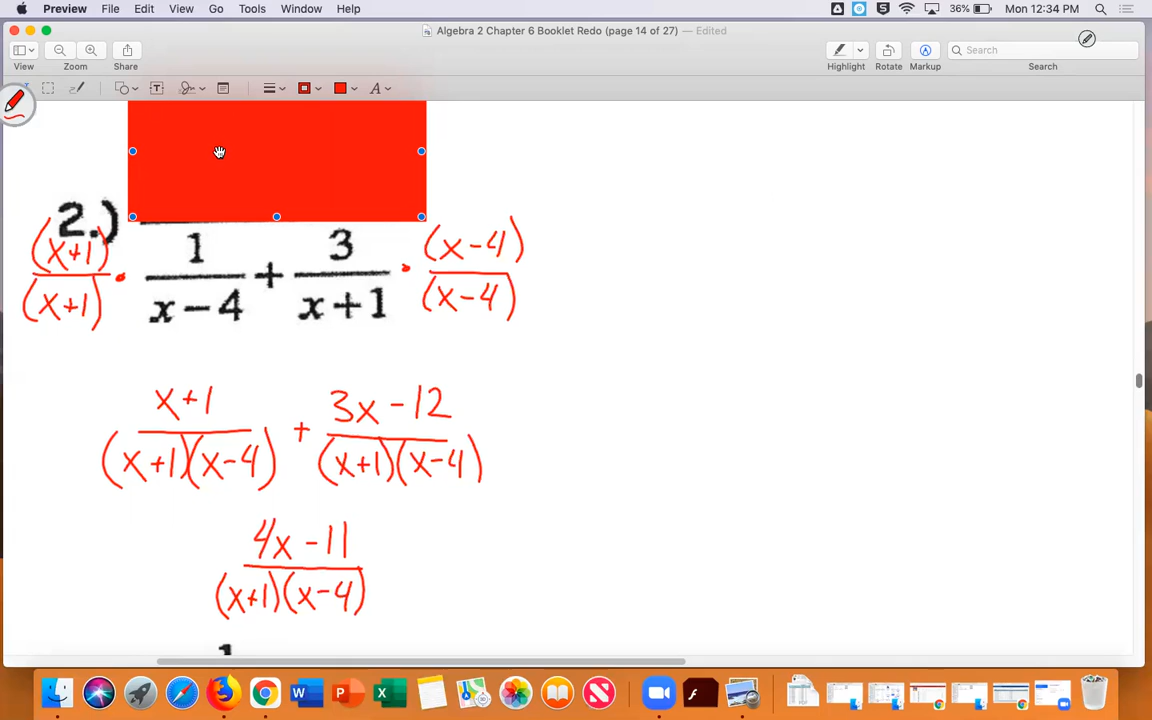 Preview File Edit View Go Tools Window Help 36% Mon 12:34 PM
Algebra 2 Chapter 6 Booklet Redo (page 14 of 27) — Edited
View Zoom Share Highlight Rotate Markup Search
Search
2.)
(x+1)/(x+1) · 1/(x−4) + 3/(x+1) · (x−4)/(x−4)
x+1/(x+1)(x−4) + 3x−12/(x+1)(x−4)
4x−11/(x+1)(x−4)